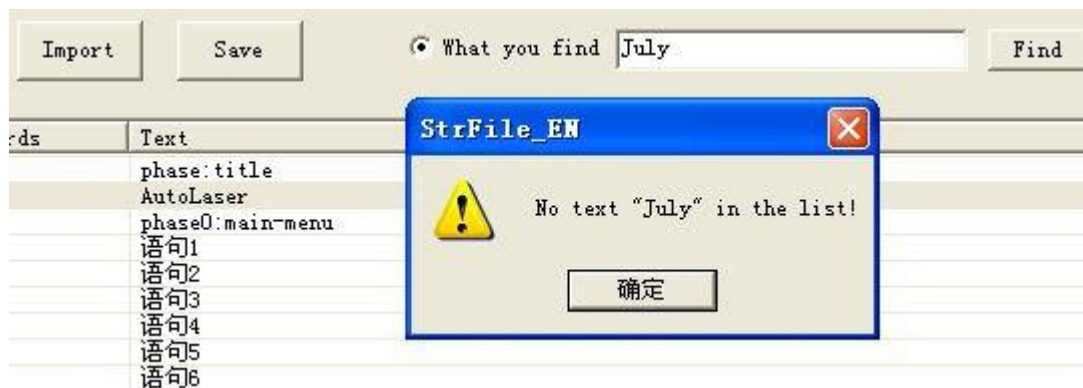 Import
Save
What you find
July
Find
rds
Text
phase:title
AutoLaser
phase0:main-menu
语句1
语句2
语句3
语句4
语句5
语句6
StrFile_EN
No text "July" in the list!
确定